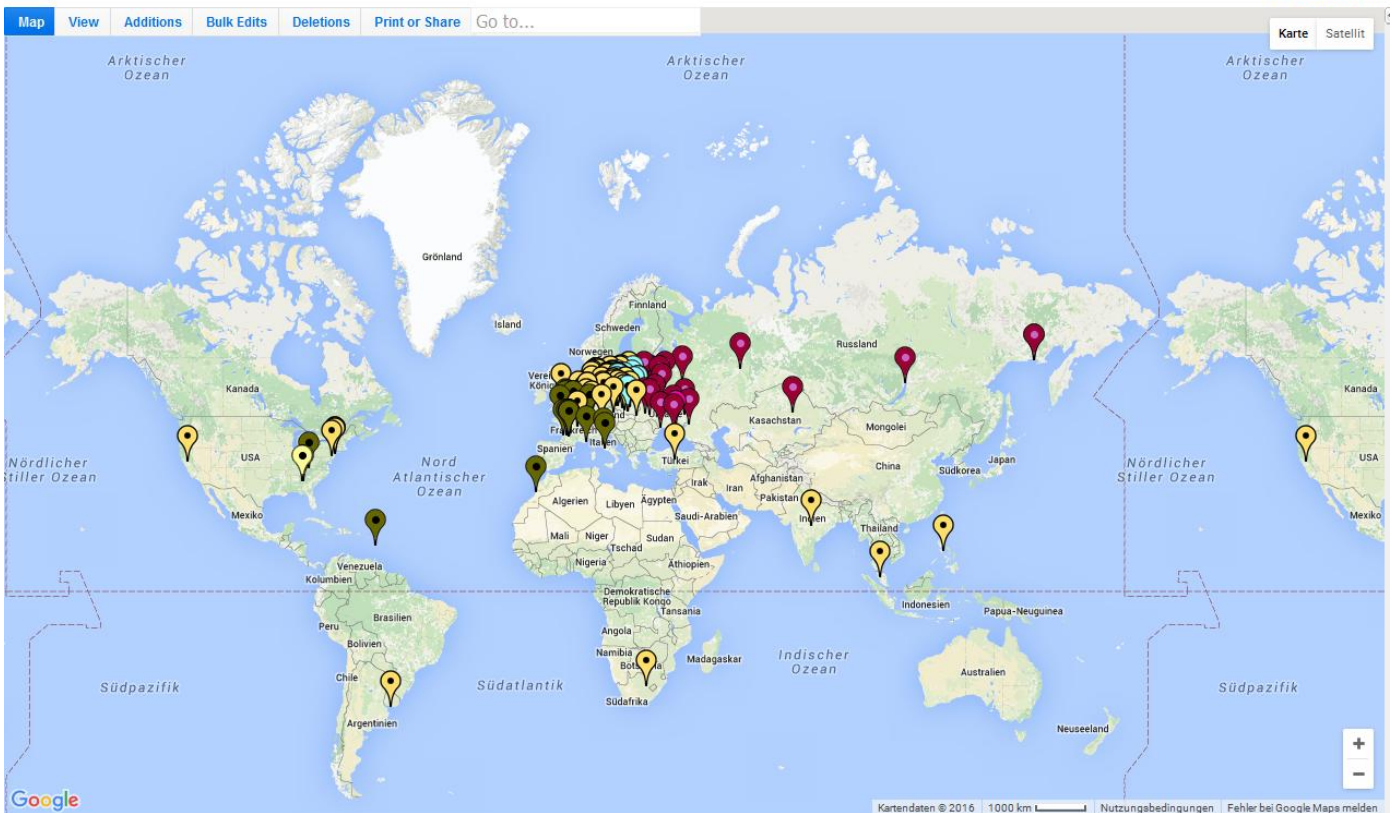 Map View Additions Bulk Edits Deletions Print or Share Go to...
Karte Satellit
Arktischer
Ozean
Arktischer
Ozean
Arktischer
Ozean
Grönland
Island
Finnland
Schweden
Norwegen
Russland
Kanada
Kanada
Kasachstan
Mongolei
USA
USA
Spanien
Türkei
China
Südkorea
Japan
Nördlicher
Stiller Ozean
Nord
Atlantischer
Ozean
Nördlicher
Stiller Ozean
Irak
Iran
Afghanistan
Pakistan
Algerien
Libyen
Ägypten
Saudi-Arabien
Mexiko
Mexiko
Thailand
Mali
Niger
Sudan
Tschad
Nigeria
Äthiopien
Venezuela
Kolumbien
Demokratische
Republik Kongo
Tansania
Indonesien
Papua-Neuguinea
Brasilien
Peru
Angola
Bolivien
Namibia
Madagaskar
Indischer
Ozean
Australien
Chile
Südpazifik
Südatlantik
Südpazifik
Südafrika
Argentinien
Neuseeland
+
−
Google
Kartendaten © 2016 1000 km Nutzungsbedingungen Fehler bei Google Maps melden